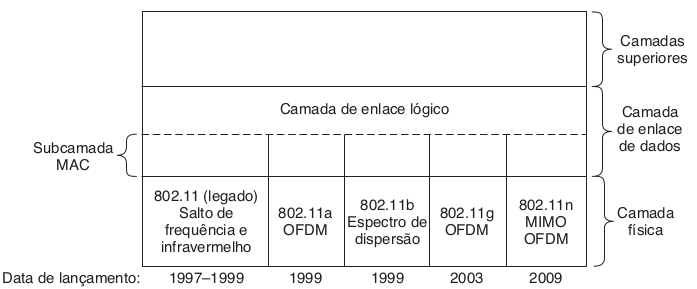 Camadas
superiores
Camada de enlace lógico
Camada
de enlace
de dados
Subcamada
MAC
802.11 (legado)
Salto de
frequência e
infravermelho
802.11a
OFDM
802.11b
Espectro de
dispersão
802.11g
OFDM
802.11n
MIMO
OFDM
Camada
física
Data de lançamento: 1997–1999 1999 1999 2003 2009